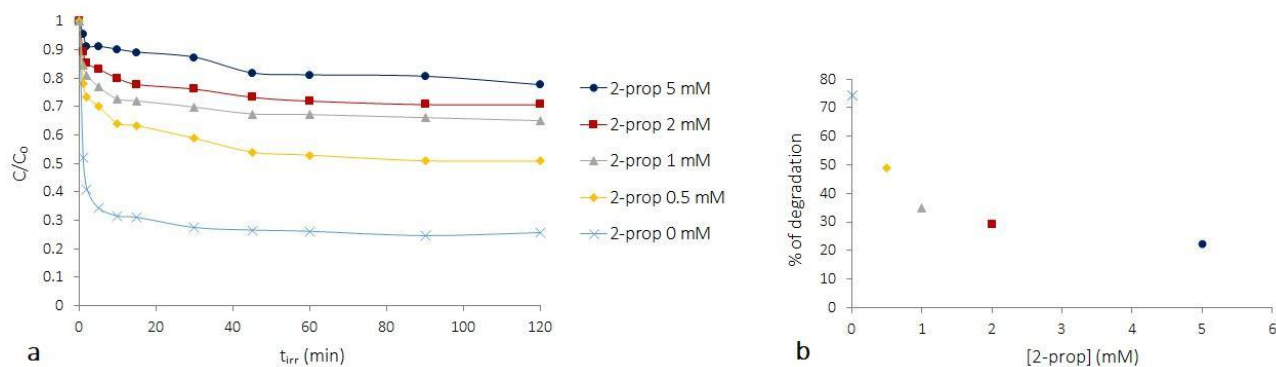 1
0.9
0.8
0.7
0.6
0.5
0.4
0.3
0.2
0.1
0
C/C₀
0 20 40 60 80 100 120
t_irr (min)
a
2-prop 5 mM
2-prop 2 mM
2-prop 1 mM
2-prop 0.5 mM
2-prop 0 mM
80
70
60
50
40
30
20
10
0
% of degradation
0 1 2 3 4 5 6
[2-prop] (mM)
b